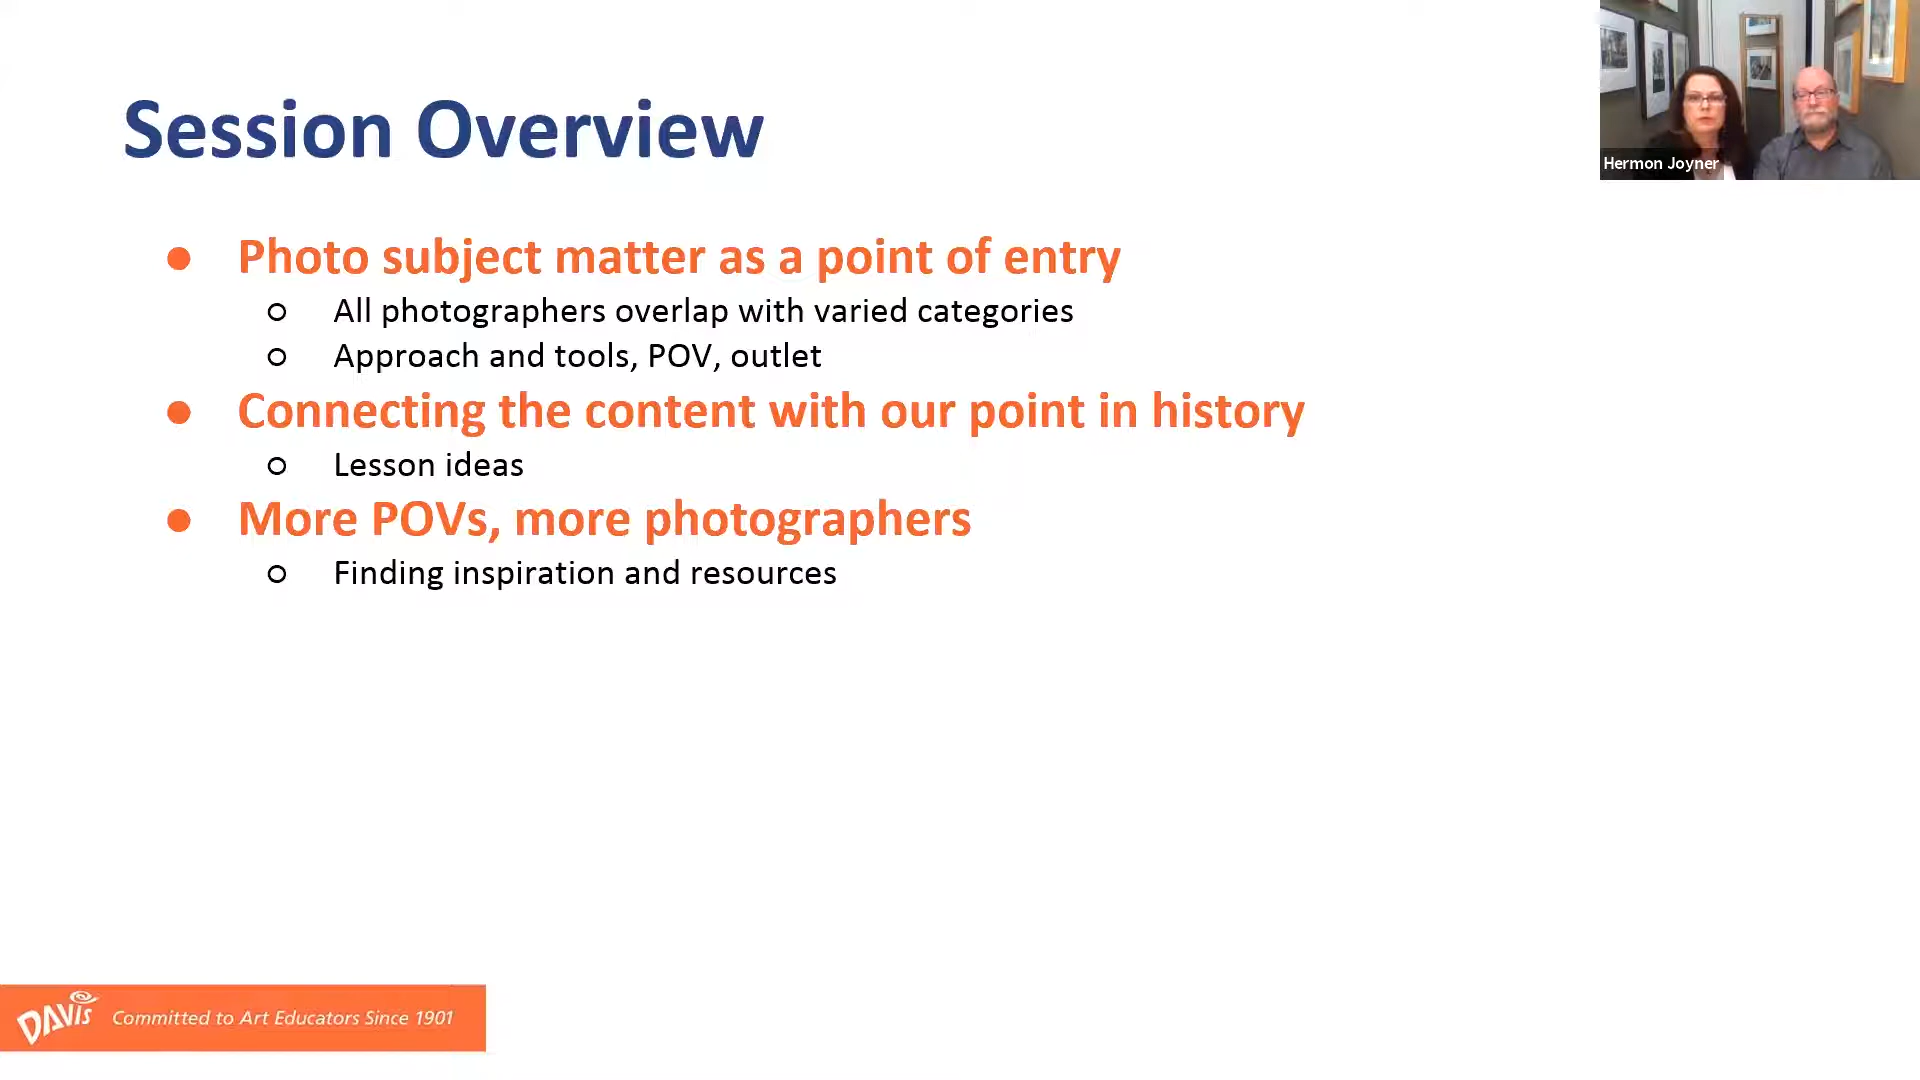 Session Overview
Hermon Joyner
● Photo subject matter as a point of entry
○ All photographers overlap with varied categories
○ Approach and tools, POV, outlet
● Connecting the content with our point in history
○ Lesson ideas
● More POVs, more photographers
○ Finding inspiration and resources
DAVIS Committed to Art Educators Since 1901